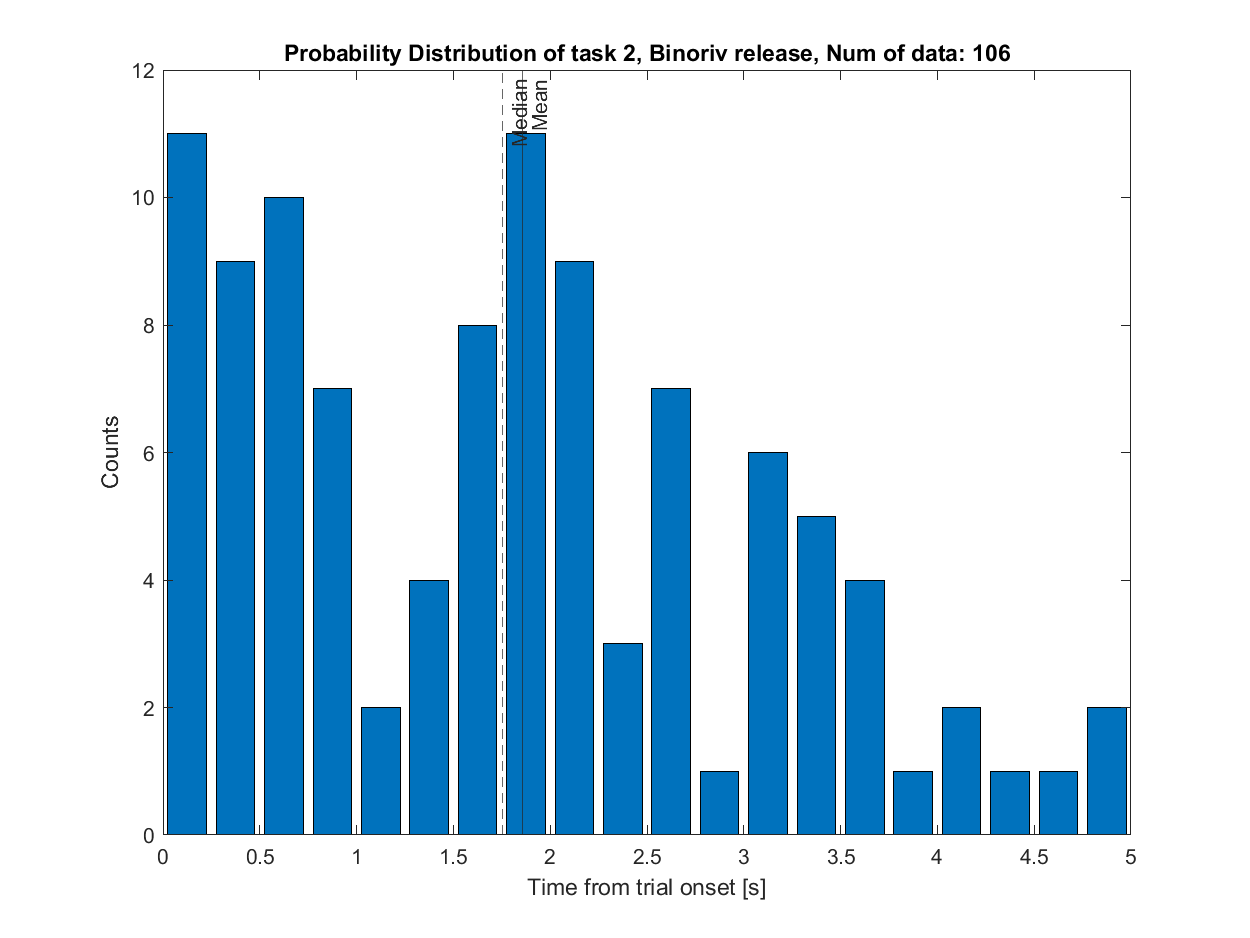 Probability Distribution of task 2, Binoriv release, Num of data: 106
12
10
8
6
4
2
0
Counts
Median
Mean
0 0.5 1 1.5 2 2.5 3 3.5 4 4.5 5
Time from trial onset [s]